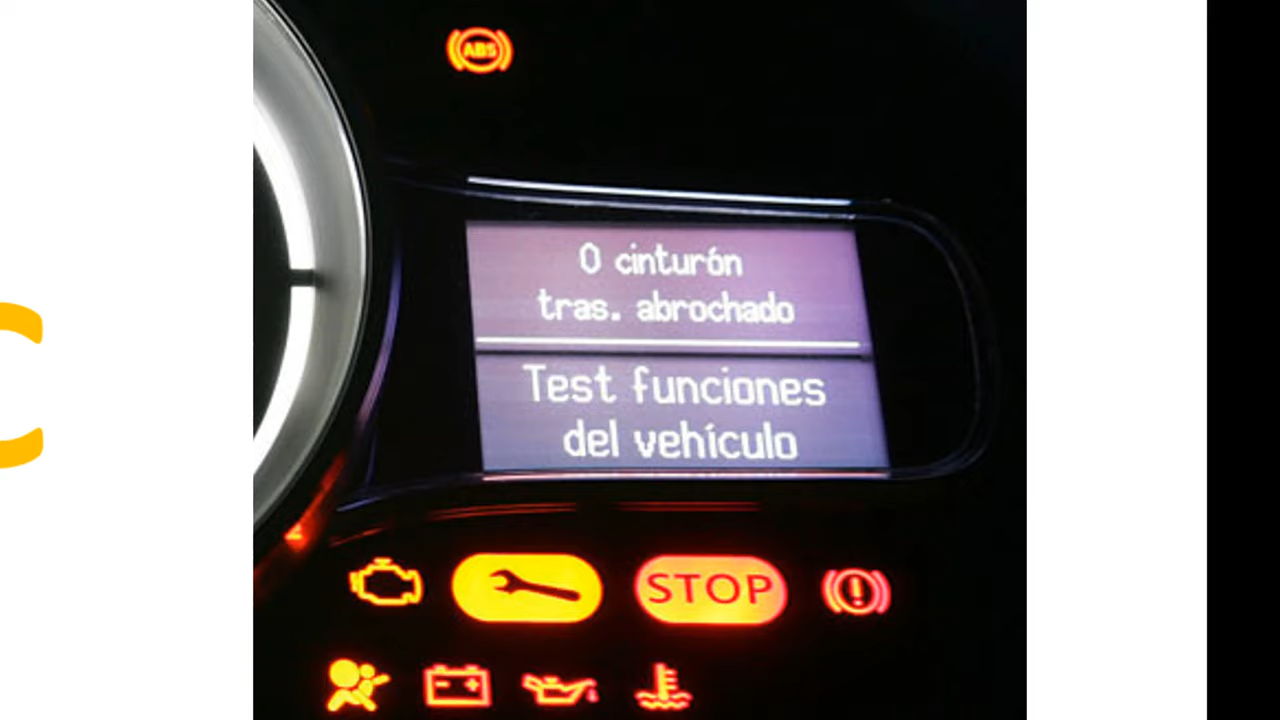 ABS
0 cinturón
tras. abrochado
Test funciones
del vehículo
STOP